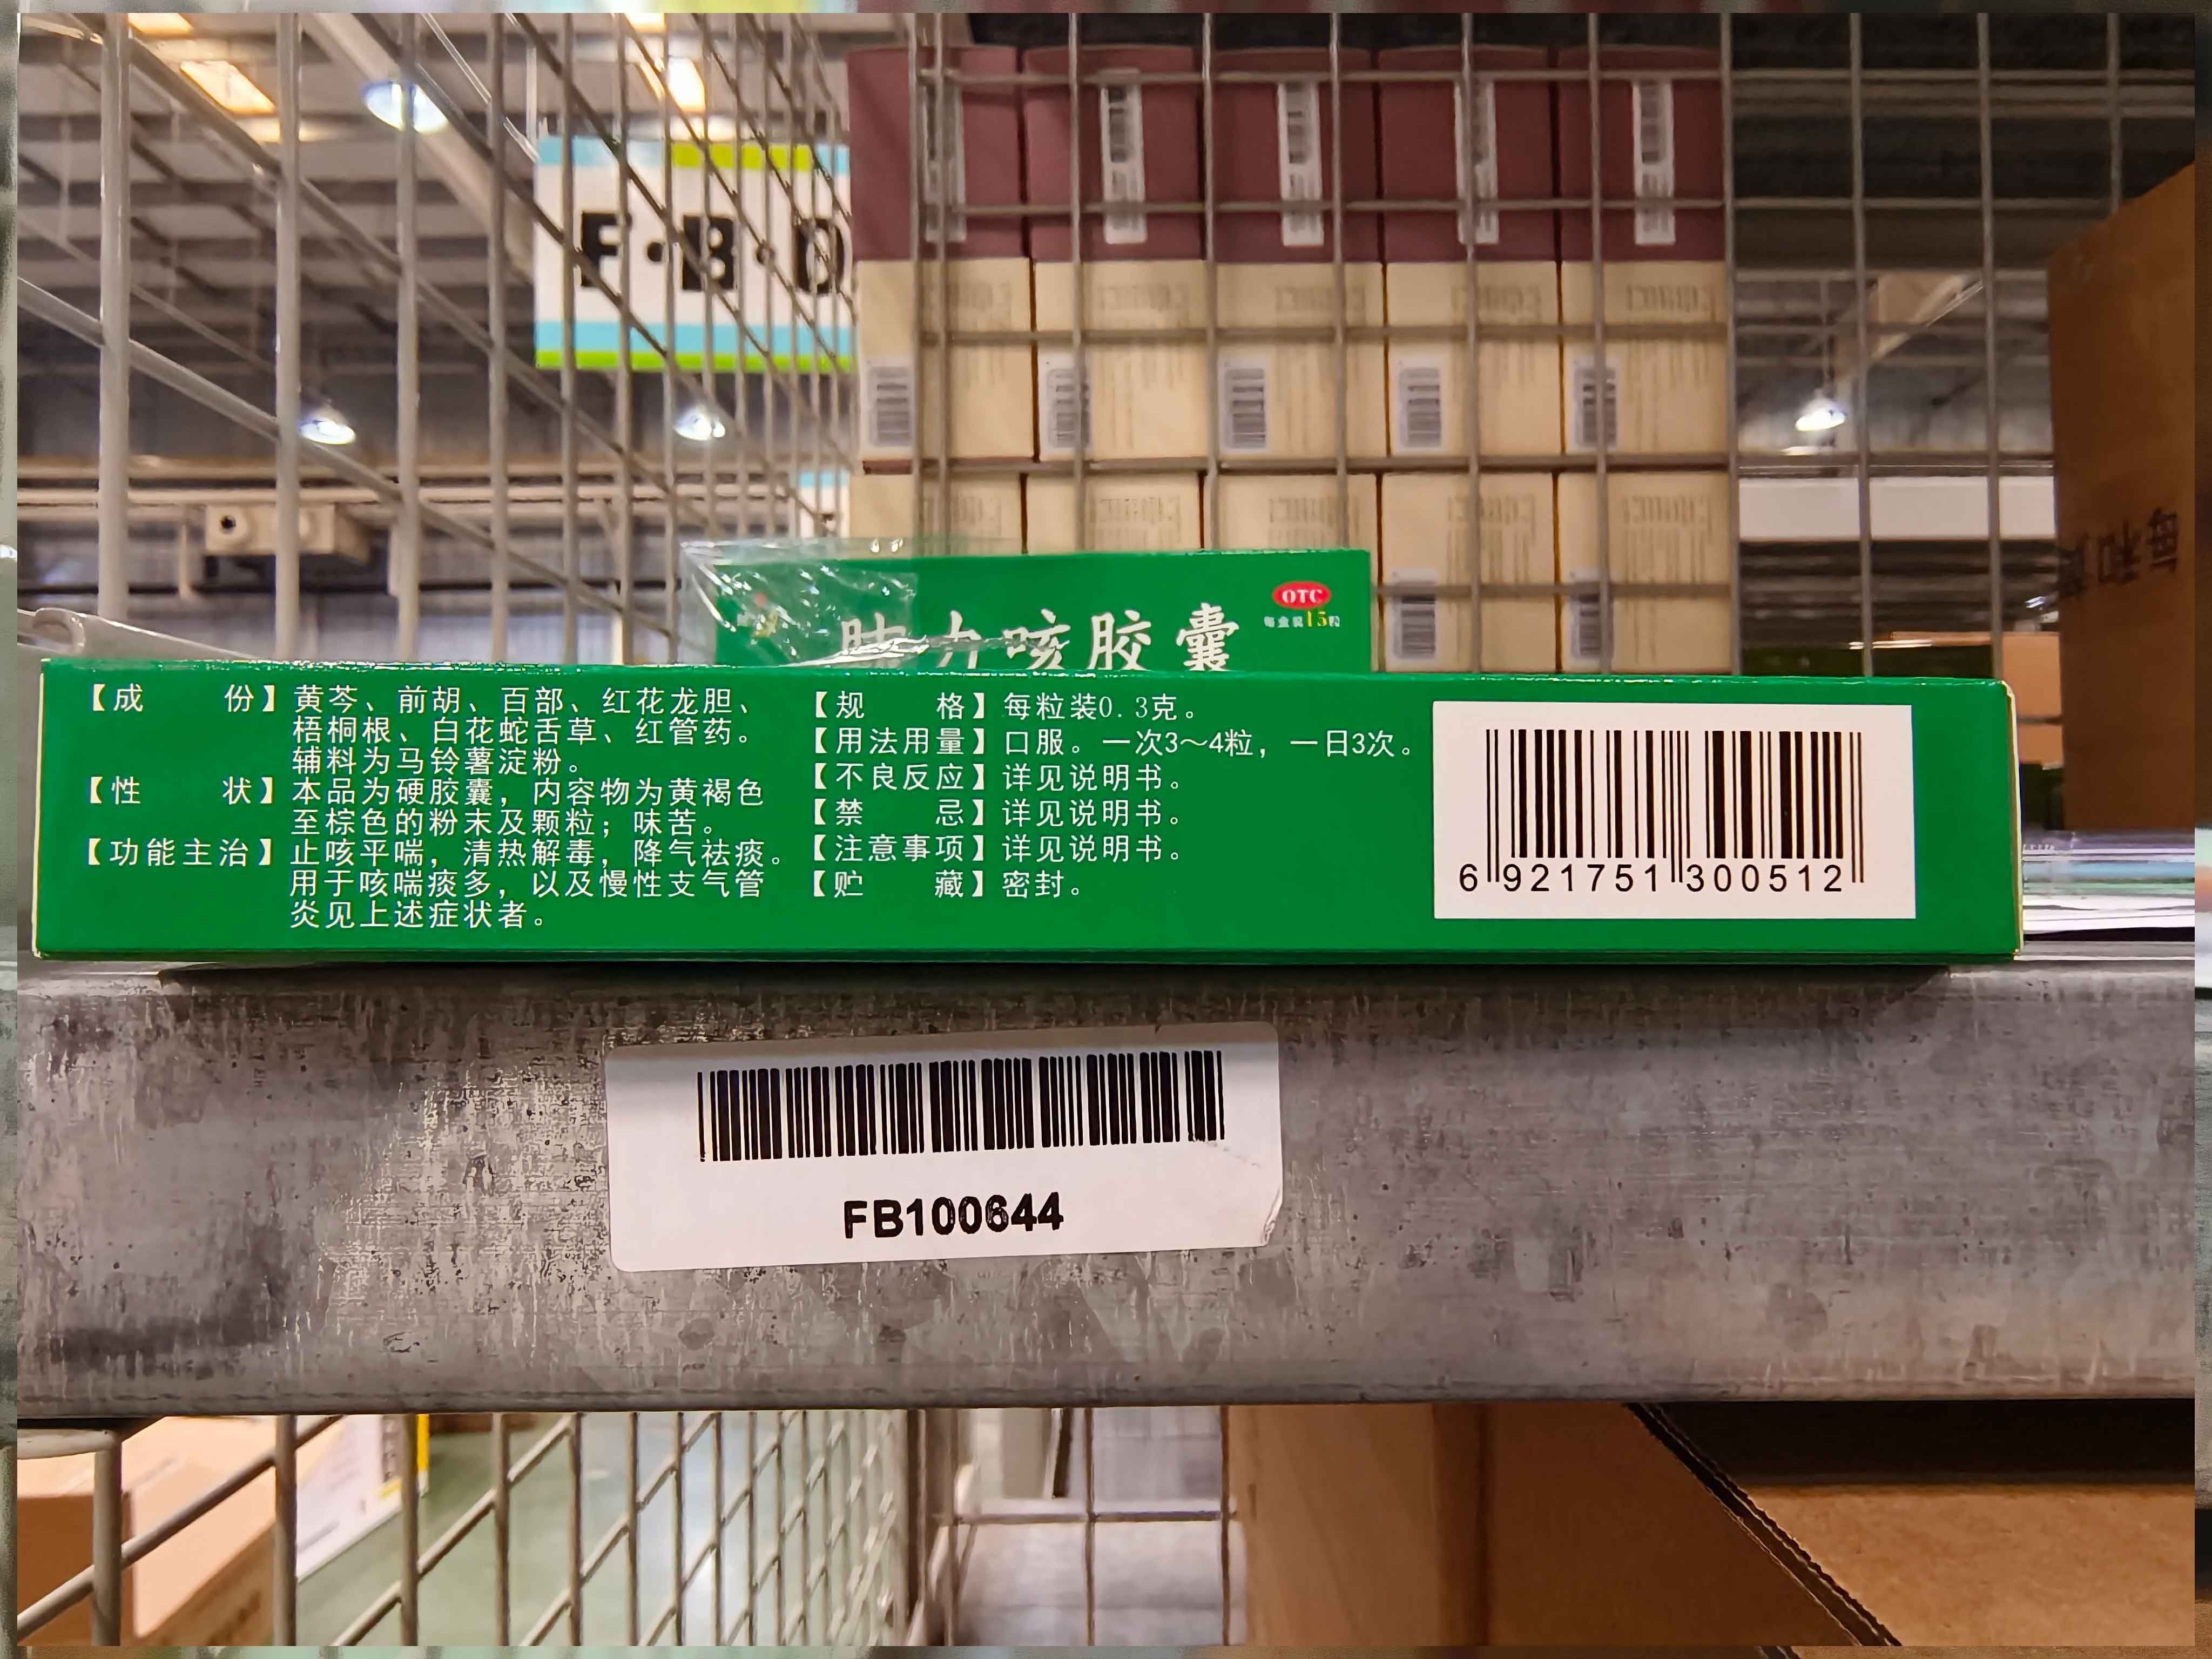 F·B·D
OTC
每盒装15粒
肺力咳胶囊
【成 份】黄芩、前胡、百部、红花龙胆、
梧桐根、白花蛇舌草、红管药。
辅料为马铃薯淀粉。
【性 状】本品为硬胶囊，内容物为黄褐色
至棕色的粉末及颗粒；味苦。
【功能主治】止咳平喘，清热解毒，降气祛痰。
用于咳喘痰多，以及慢性支气管
炎见上述症状者。
【规 格】每粒装0.3克。
【用法用量】口服。一次3～4粒，一日3次。
【不良反应】详见说明书。
【禁 忌】详见说明书。
【注意事项】详见说明书。
【贮 藏】密封。
6 921751 300512
FB100644